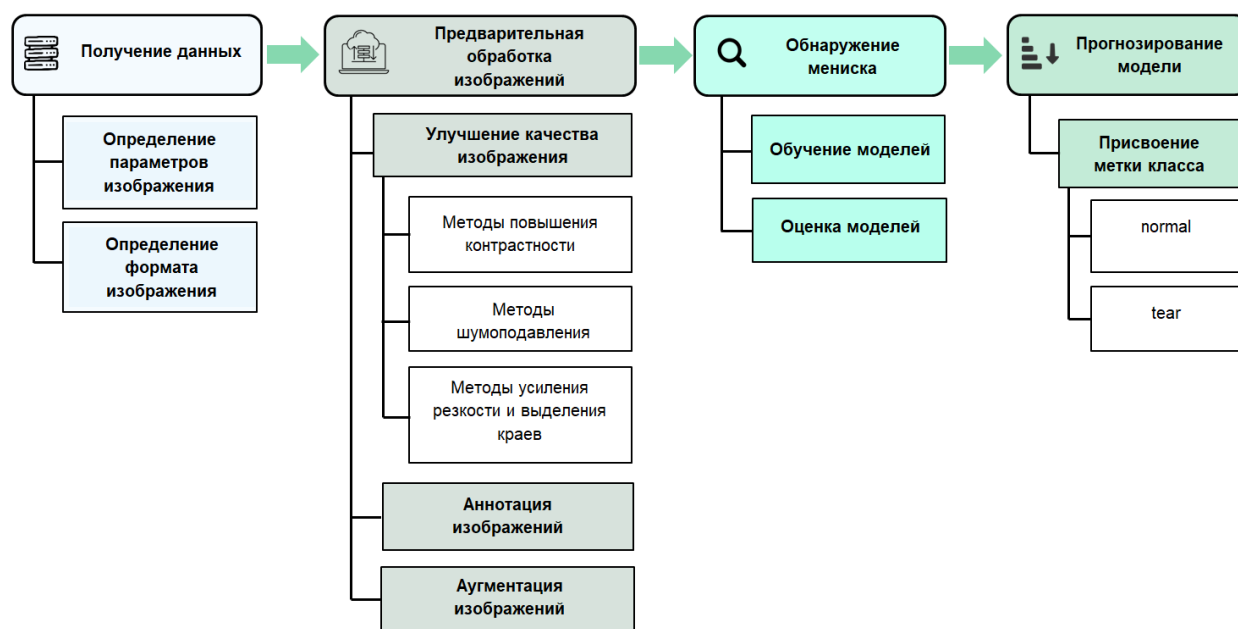 Получение данных
Определение
параметров
изображения
Определение
формата
изображения
Предварительная
обработка
изображений
Улучшение качества
изображения
Методы повышения
контрастности
Методы
шумоподавления
Методы усиления
резкости и выделения
краев
Аннотация
изображений
Аугментация
изображений
Обнаружение
мениска
Обучение моделей
Оценка моделей
Прогнозирование
модели
Присвоение
метки класса
normal
tear